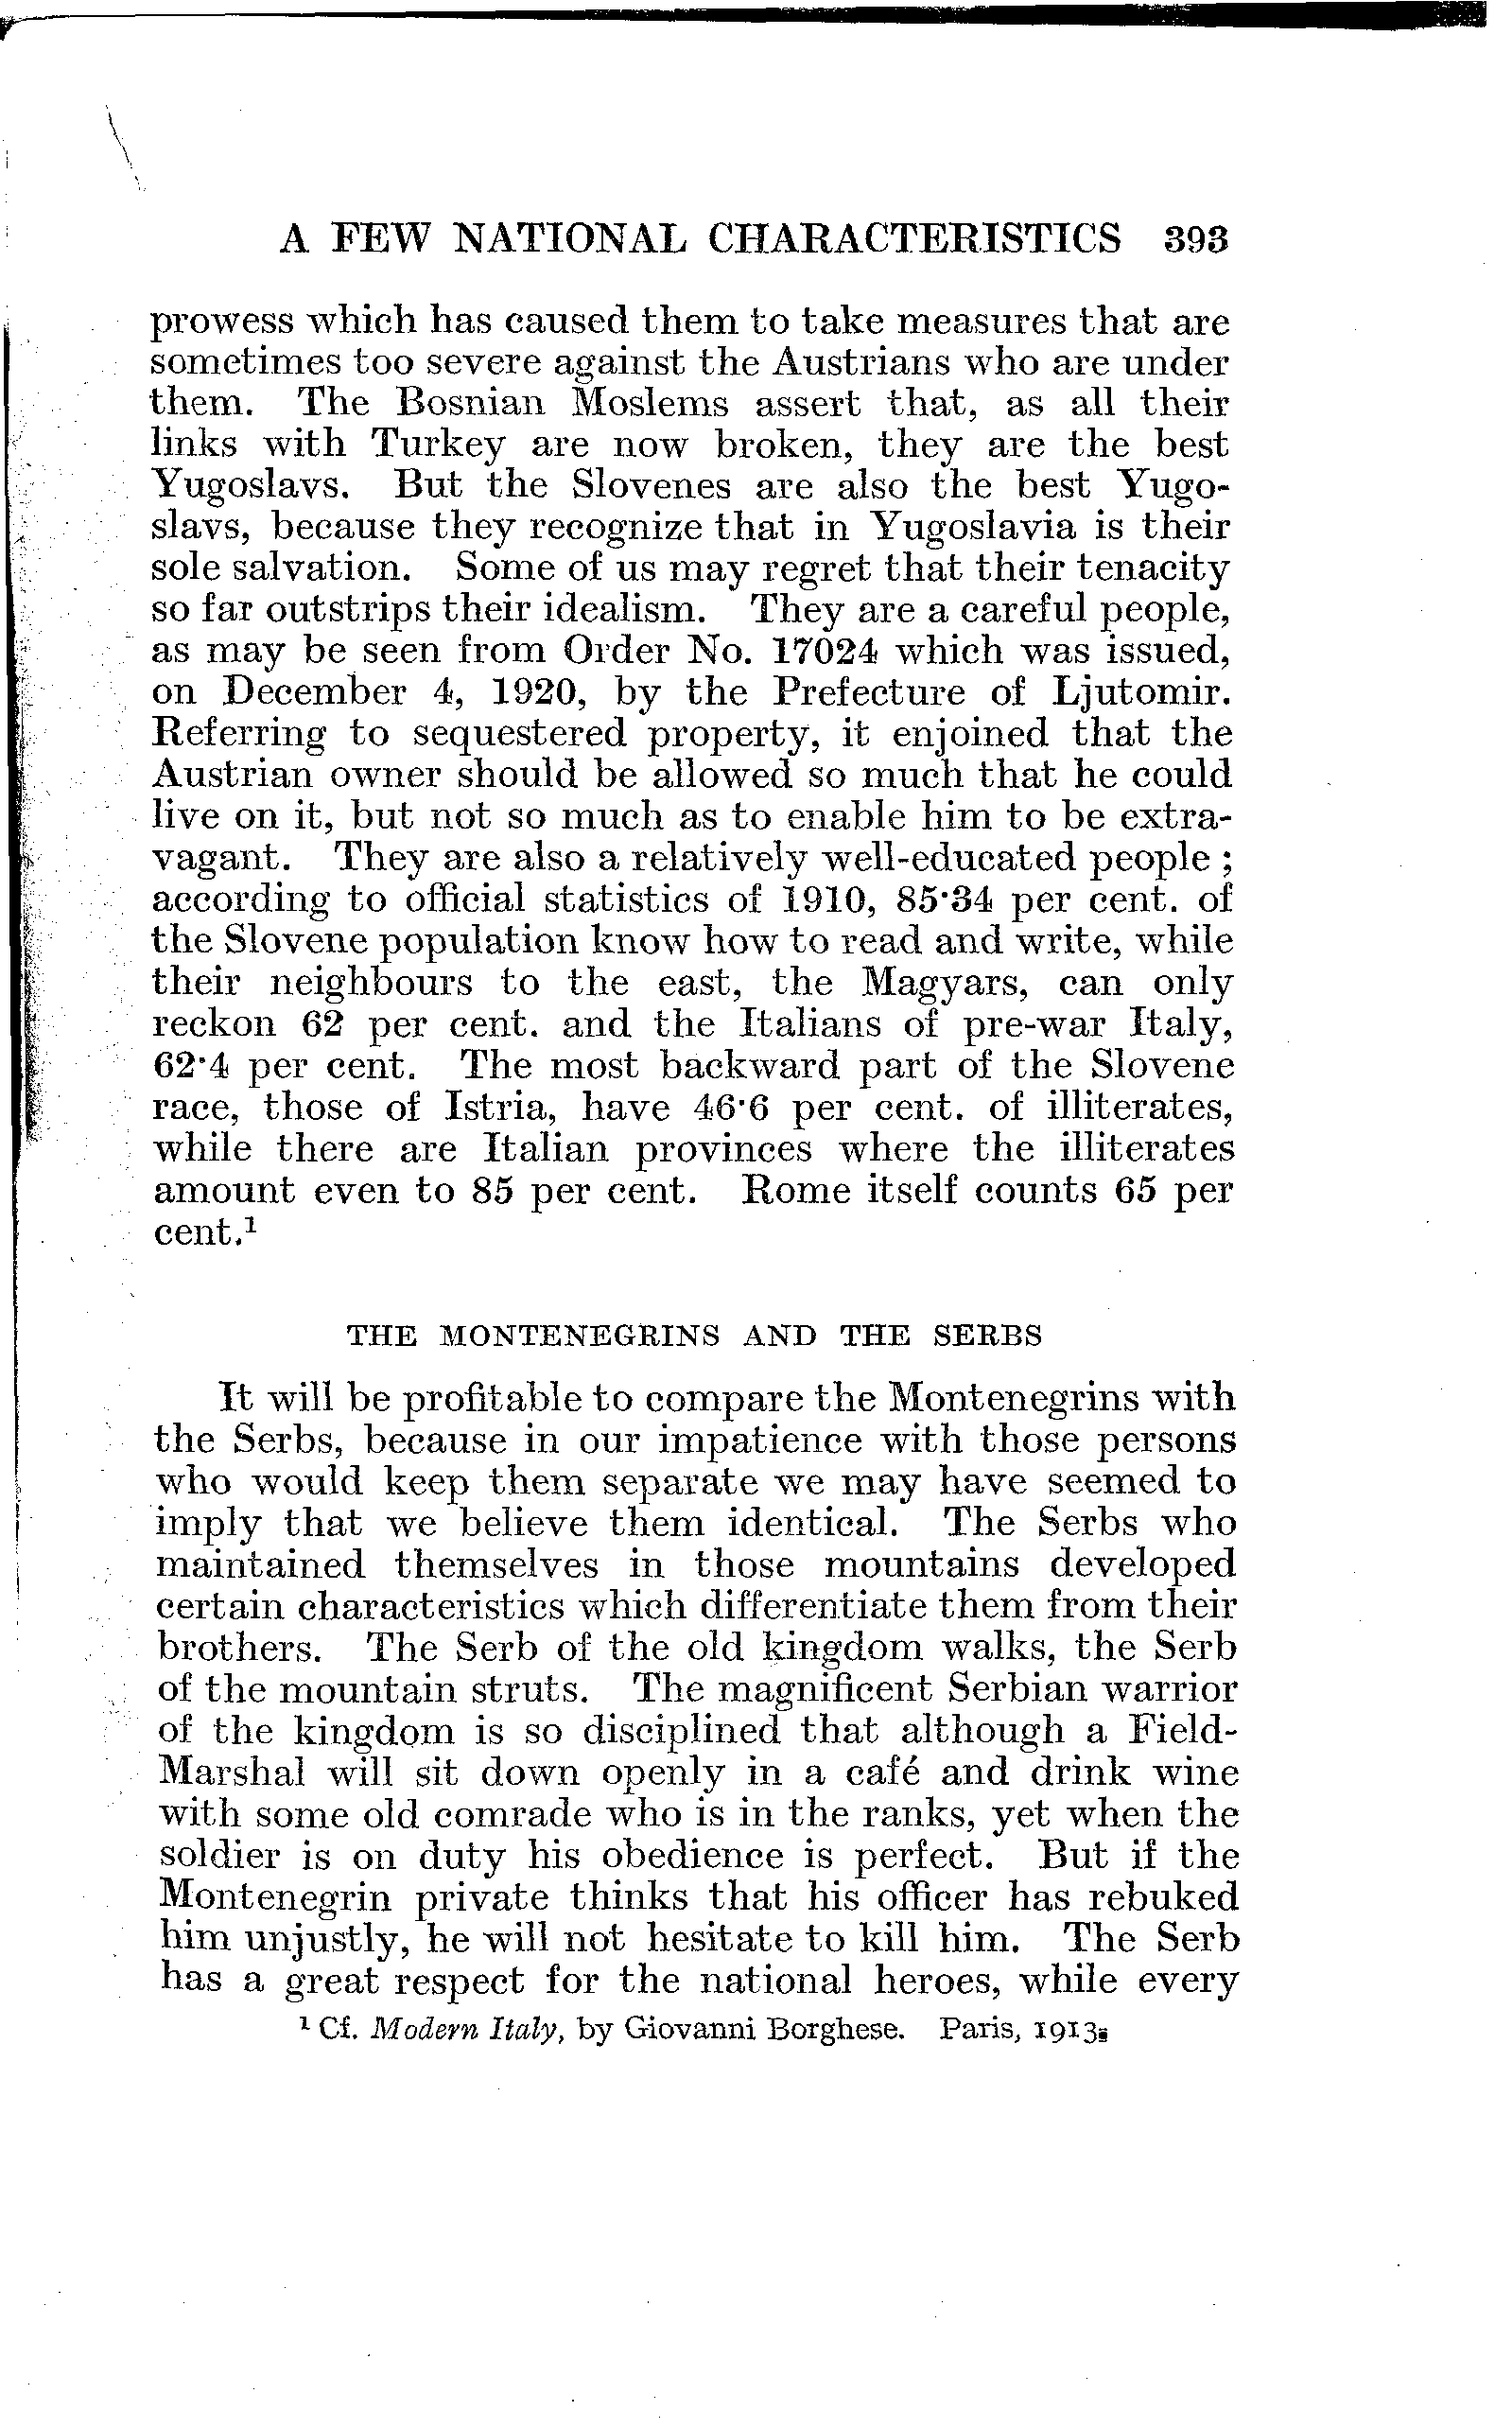 A FEW NATIONAL CHARACTERISTICS 393
prowess which has caused them to take measures that are
sometimes too severe against the Austrians who are under
them. The Bosnian Moslems assert that, as all their
links with Turkey are now broken, they are the best
Yugoslavs. But the Slovenes are also the best Yugo-
slavs, because they recognize that in Yugoslavia is their
sole salvation. Some of us may regret that their tenacity
so far outstrips their idealism. They are a careful people,
as may be seen from Order No. 17024 which was issued,
on December 4, 1920, by the Prefecture of Ljutomir.
Referring to sequestered property, it enjoined that the
Austrian owner should be allowed so much that he could
live on it, but not so much as to enable him to be extra-
vagant. They are also a relatively well-educated people ;
according to official statistics of 1910, 85·34 per cent. of
the Slovene population know how to read and write, while
their neighbours to the east, the Magyars, can only
reckon 62 per cent. and the Italians of pre-war Italy,
62·4 per cent. The most backward part of the Slovene
race, those of Istria, have 46·6 per cent. of illiterates,
while there are Italian provinces where the illiterates
amount even to 85 per cent. Rome itself counts 65 per
cent.¹
THE MONTENEGRINS AND THE SERBS
It will be profitable to compare the Montenegrins with
the Serbs, because in our impatience with those persons
who would keep them separate we may have seemed to
imply that we believe them identical. The Serbs who
maintained themselves in those mountains developed
certain characteristics which differentiate them from their
brothers. The Serb of the old kingdom walks, the Serb
of the mountain struts. The magnificent Serbian warrior
of the kingdom is so disciplined that although a Field-
Marshal will sit down openly in a café and drink wine
with some old comrade who is in the ranks, yet when the
soldier is on duty his obedience is perfect. But if the
Montenegrin private thinks that his officer has rebuked
him unjustly, he will not hesitate to kill him. The Serb
has a great respect for the national heroes, while every
¹ Cf. Modern Italy, by Giovanni Borghese. Paris, 1913.